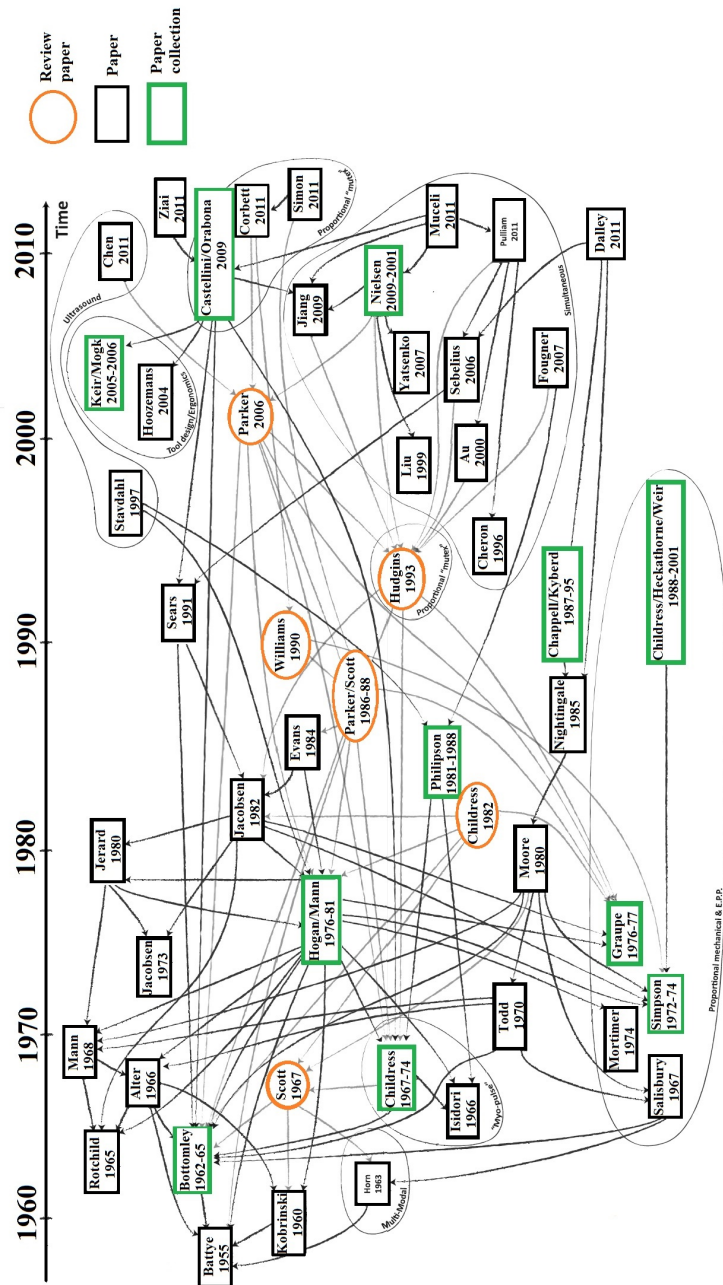 1960
1970
1980
1990
2000
2010
Time
Review
paper
Paper
Paper
collection
Rotchild
1965
Mann
1968
Jerard
1980
Chen
2011
Ultrasound
Keir/Mogk
2005-2006
Stavdahl
1997
Alter
1966
Jacobsen
1973
Hoozemans
2004
Tool design/Ergonomics
Ziai
2011
Sears
1991
Bottomley
1962-65
Castellini/Orabona
2009
Battye
1955
Jacobsen
1982
Parker
2006
Corbett
2011
Simon
2011
Proportional "mutex"
Kobrinski
1960
Scott
1967
Hogan/Mann
1976-81
Evans
1984
Williams
1990
Jiang
2009
Horn
1963
Multi-Modal
Childress
1967-74
Parker/Scott
1986-88
Hudgins
1993
Proportional "mutex"
Nielsen
2009-2001
Liu
1999
Yatsenko
2007
Muceli
2011
Isidori
1966
"Myo-pulse"
Philipson
1981-1988
Childress
1982
Au
2000
Sebelius
2006
Cheron
1996
Pulliam
2011
Todd
1970
Moore
1980
Fougner
2007
Simultaneous
Nightingale
1985
Chappell/Kyberd
1987-95
Dalley
2011
Salisbury
1967
Mortimer
1974
Graupe
1976-77
Simpson
1972-74
Childress/Heckathorne/Weir
1988-2001
Proportional mechanical & E.P.P.